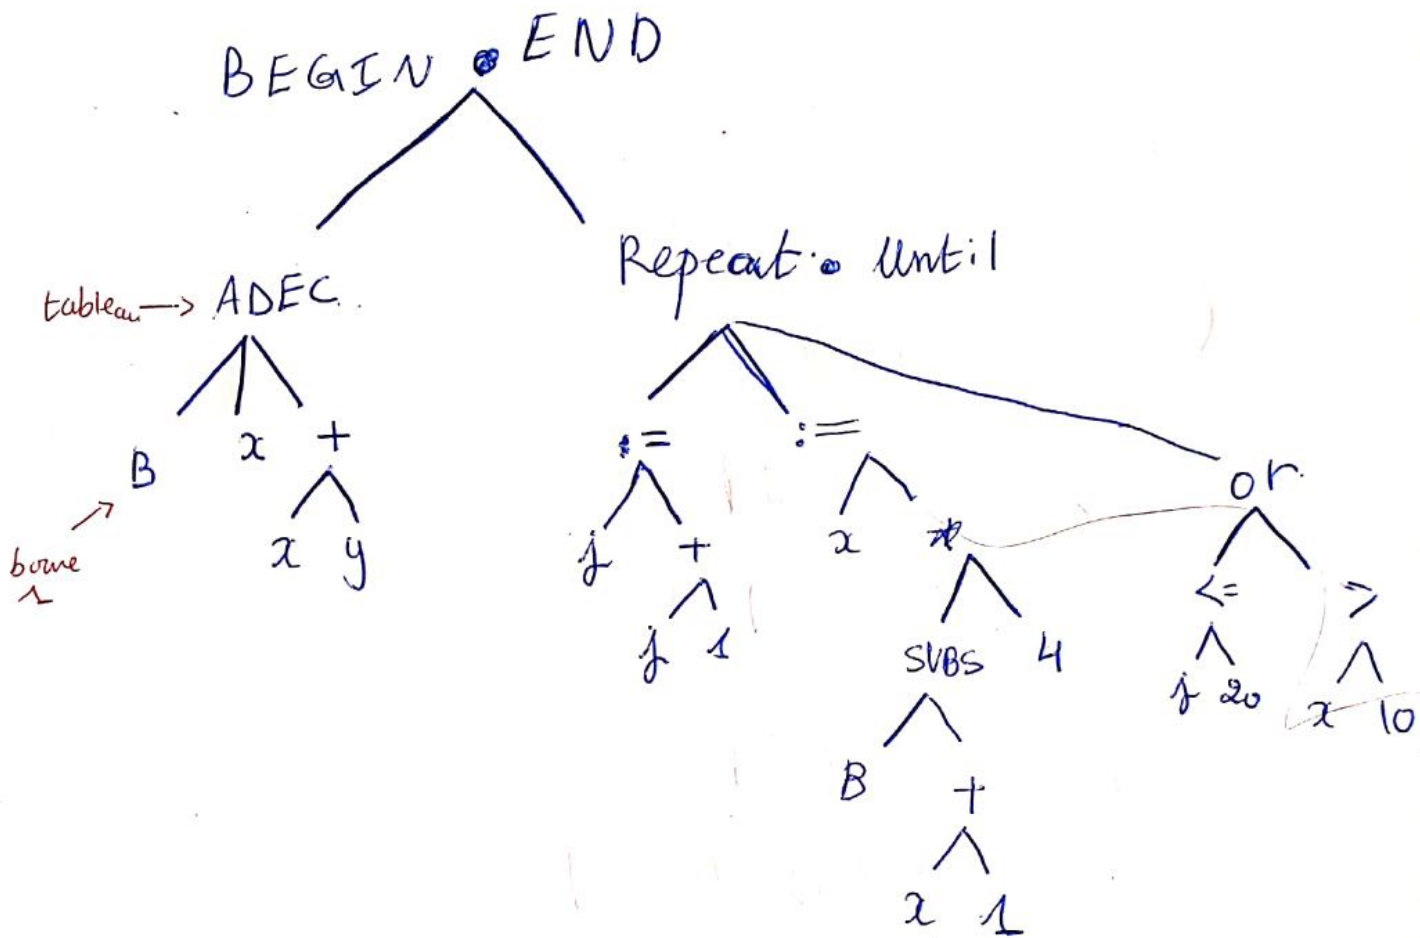 BEGIN . END
tableau → ADEC
Repeat . Until
B x +
:= :=
or
borne
1
x y
j +
x *
<= >
j 1
SUBS 4
j 20
x 10
B +
x 1